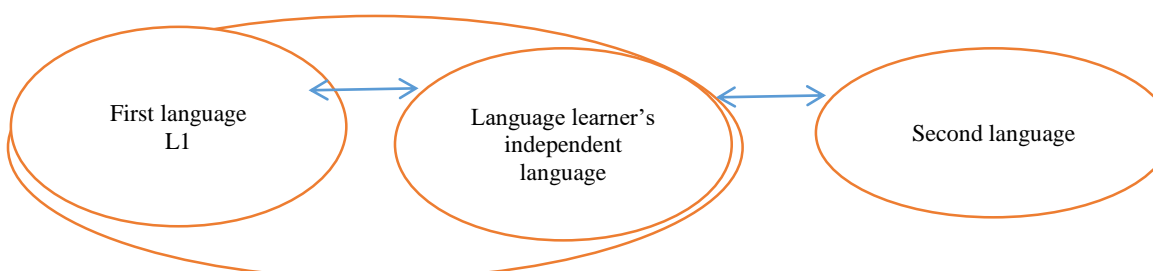 First language
L1
Language learner’s
independent
language
Second language